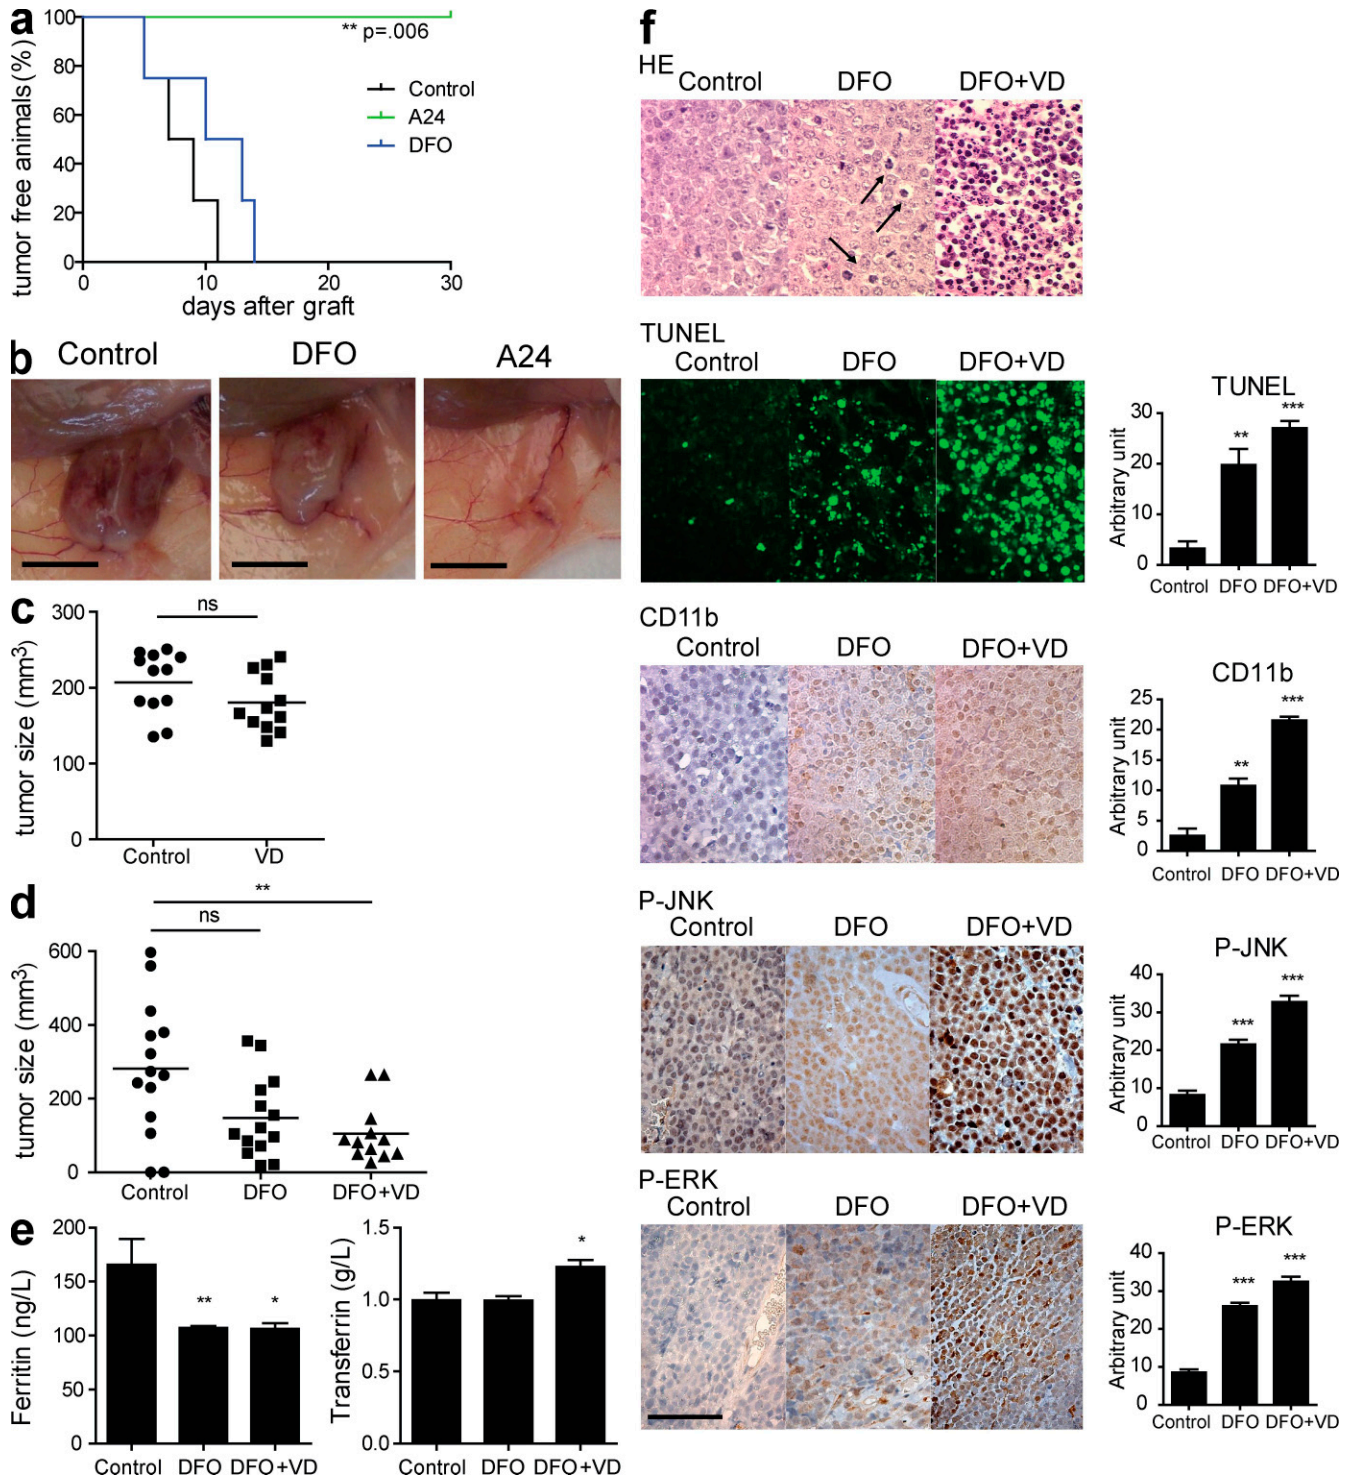 a
tumor free animals(%)
100
80
60
40
20
0
** p=.006
Control
A24
DFO
0 10 20 30
days after graft
b
Control DFO A24
c
tumor size (mm³)
300
200
100
0
ns
Control VD
d
tumor size (mm³)
600
400
200
0
**
ns
Control DFO DFO+VD
e
Ferritin (ng/L)
200
150
100
50
0
** *
Control DFO DFO+VD
Transferrin (g/L)
1.5
1.0
0.5
0.0
*
Control DFO DFO+VD
f
HE
Control DFO DFO+VD
TUNEL
Control DFO DFO+VD
TUNEL
Arbitrary unit
30
20
10
0
** ***
Control DFO DFO+VD
CD11b
Control DFO DFO+VD
CD11b
Arbitrary unit
25
20
15
10
5
0
** ***
Control DFO DFO+VD
P-JNK
Control DFO DFO+VD
P-JNK
Arbitrary unit
40
30
20
10
0
*** ***
Control DFO DFO+VD
P-ERK
Control DFO DFO+VD
P-ERK
Arbitrary unit
40
30
20
10
0
*** ***
Control DFO DFO+VD